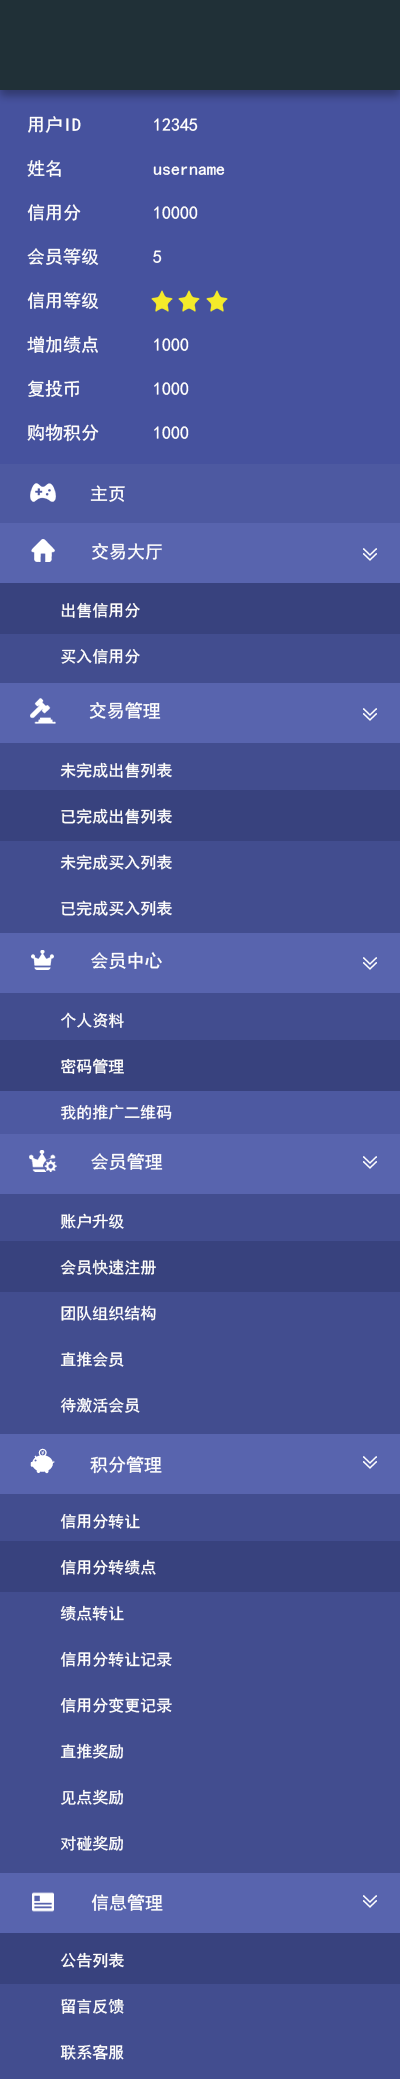 用户ID 12345
姓名 username
信用分 10000
会员等级 5
信用等级
增加绩点 1000
复投币 1000
购物积分 1000
主页
交易大厅
出售信用分
买入信用分
交易管理
未完成出售列表
已完成出售列表
未完成买入列表
已完成买入列表
会员中心
个人资料
密码管理
我的推广二维码
会员管理
账户升级
会员快速注册
团队组织结构
直推会员
待激活会员
积分管理
信用分转让
信用分转绩点
绩点转让
信用分转让记录
信用分变更记录
直推奖励
见点奖励
对碰奖励
信息管理
公告列表
留言反馈
联系客服